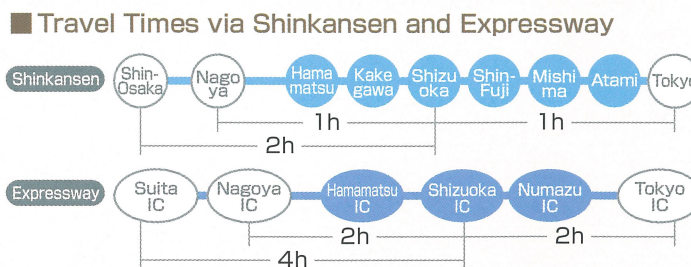 ■ Travel Times via Shinkansen and Expressway
Shinkansen
Shin-
Osaka
Nago
ya
Hama
matsu
Kake
gawa
Shizu
oka
Shin-
Fuji
Mishi
ma
Atami
Tokyo
1h
1h
2h
Expressway
Suita
IC
Nagoya
IC
Hamamatsu
IC
Shizuoka
IC
Numazu
IC
Tokyo
IC
2h
2h
4h